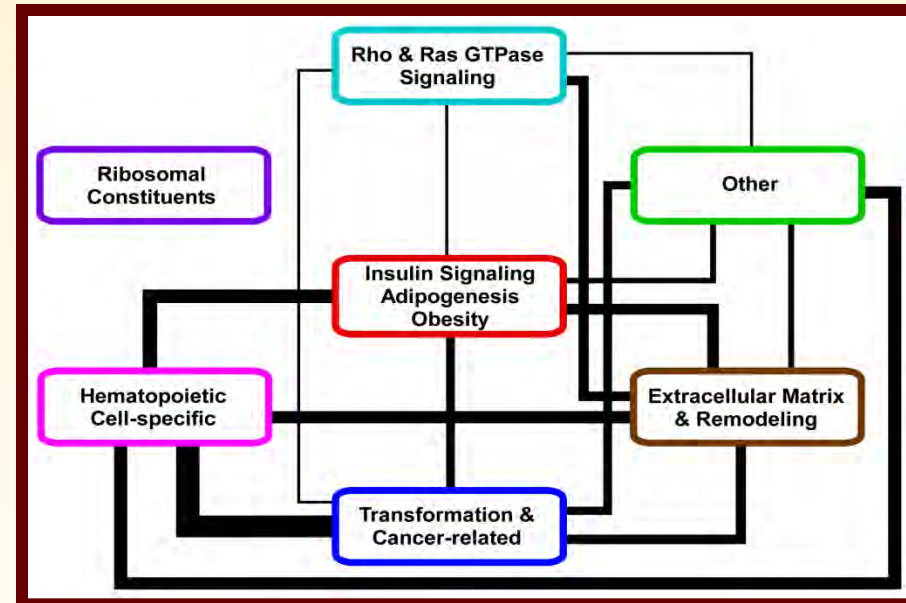 Rho & Ras GTPase
Signaling
Ribosomal
Constituents
Other
Insulin Signaling
Adipogenesis
Obesity
Hematopoietic
Cell-specific
Extracellular Matrix
& Remodeling
Transformation &
Cancer-related